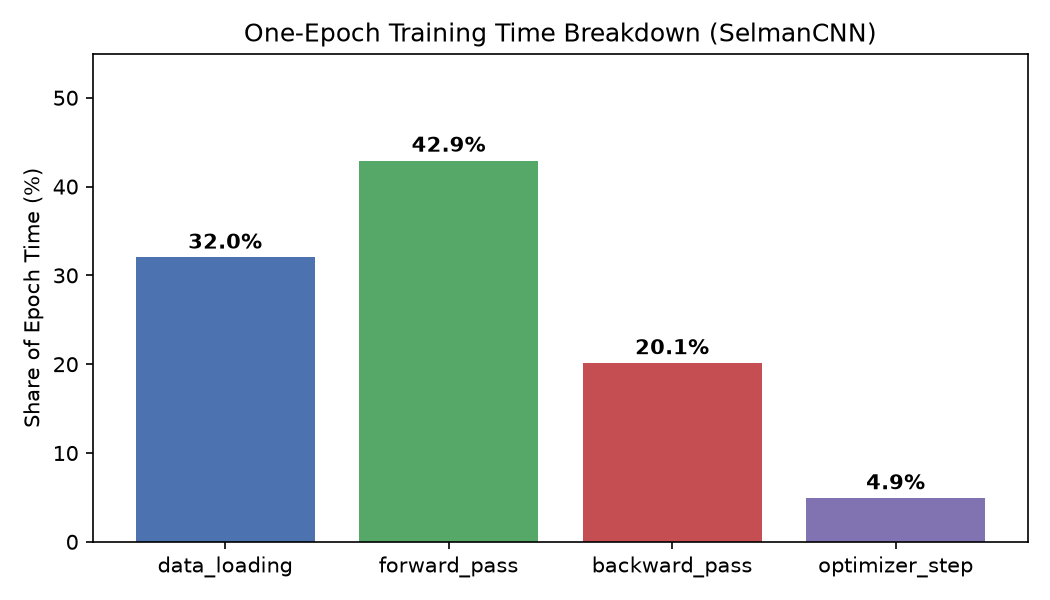 One-Epoch Training Time Breakdown (SelmanCNN)
Share of Epoch Time (%)
50
40
30
20
10
0
32.0%
42.9%
20.1%
4.9%
data_loading
forward_pass
backward_pass
optimizer_step